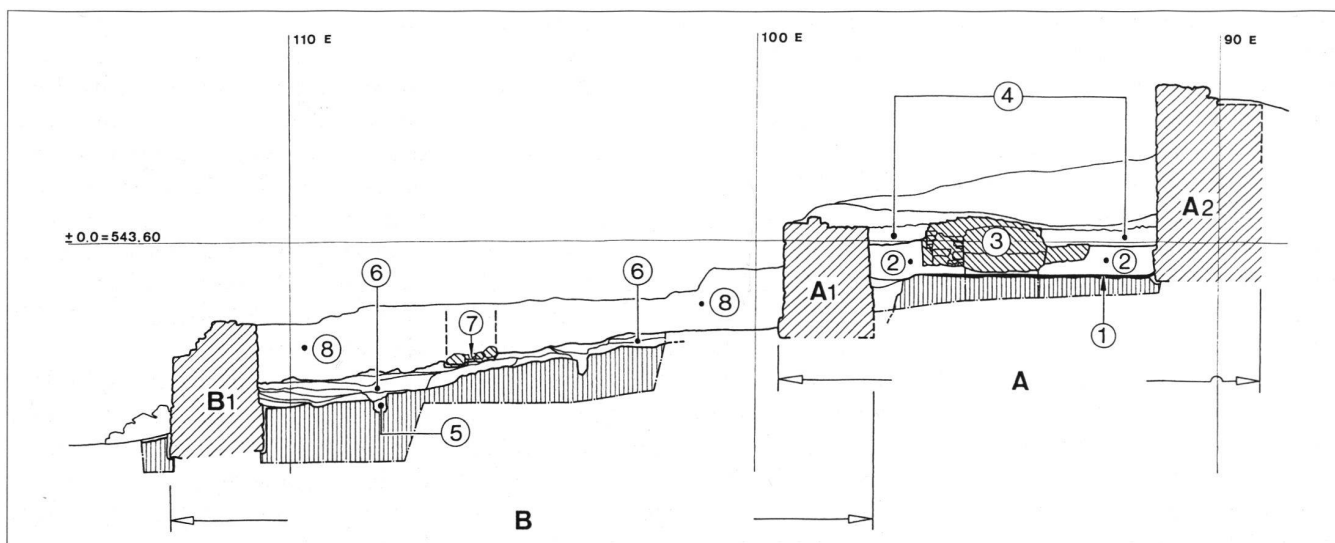 110 E 100 E 90 E
④
A2
±0.0=543.60
③
② ②
⑥ ⑥
A1
⑧
⑦
①
⑧
A
B1
⑤
B